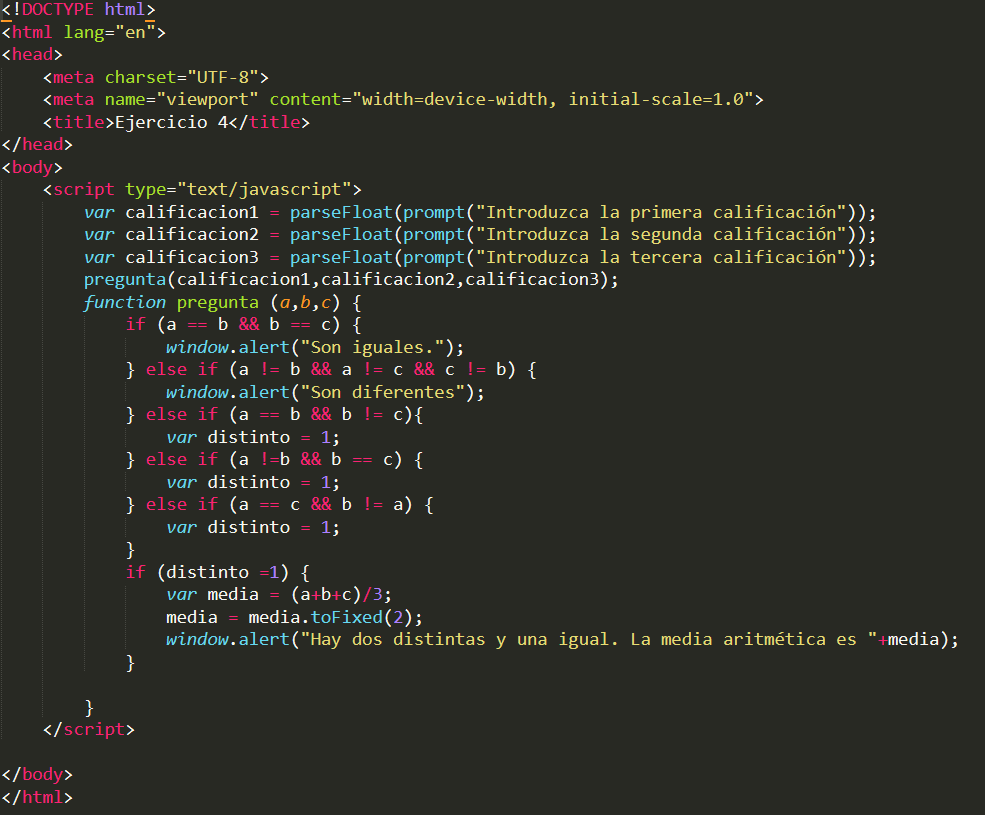 <!DOCTYPE html>
<html lang="en">
<head>
    <meta charset="UTF-8">
    <meta name="viewport" content="width=device-width, initial-scale=1.0">
    <title>Ejercicio 4</title>
</head>
<body>
    <script type="text/javascript">
        var calificacion1 = parseFloat(prompt("Introduzca la primera calificación"));
        var calificacion2 = parseFloat(prompt("Introduzca la segunda calificación"));
        var calificacion3 = parseFloat(prompt("Introduzca la tercera calificación"));
        pregunta(calificacion1,calificacion2,calificacion3);
        function pregunta (a,b,c) {
            if (a == b && b == c) {
                window.alert("Son iguales.");
            } else if (a != b && a != c && c != b) {
                window.alert("Son diferentes");
            } else if (a == b && b != c){
                var distinto = 1;
            } else if (a !=b && b == c) {
                var distinto = 1;
            } else if (a == c && b != a) {
                var distinto = 1;
            }
            if (distinto =1) {
                var media = (a+b+c)/3;
                media = media.toFixed(2);
                window.alert("Hay dos distintas y una igual. La media aritmética es "+media);
            }
        }
    </script>
</body>
</html>